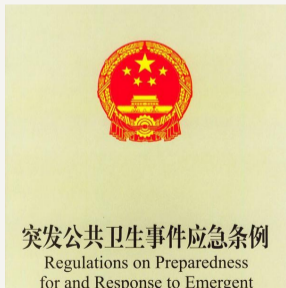 突发公共卫生事件应急条例
Regulations on Preparedness
for and Response to Emergent